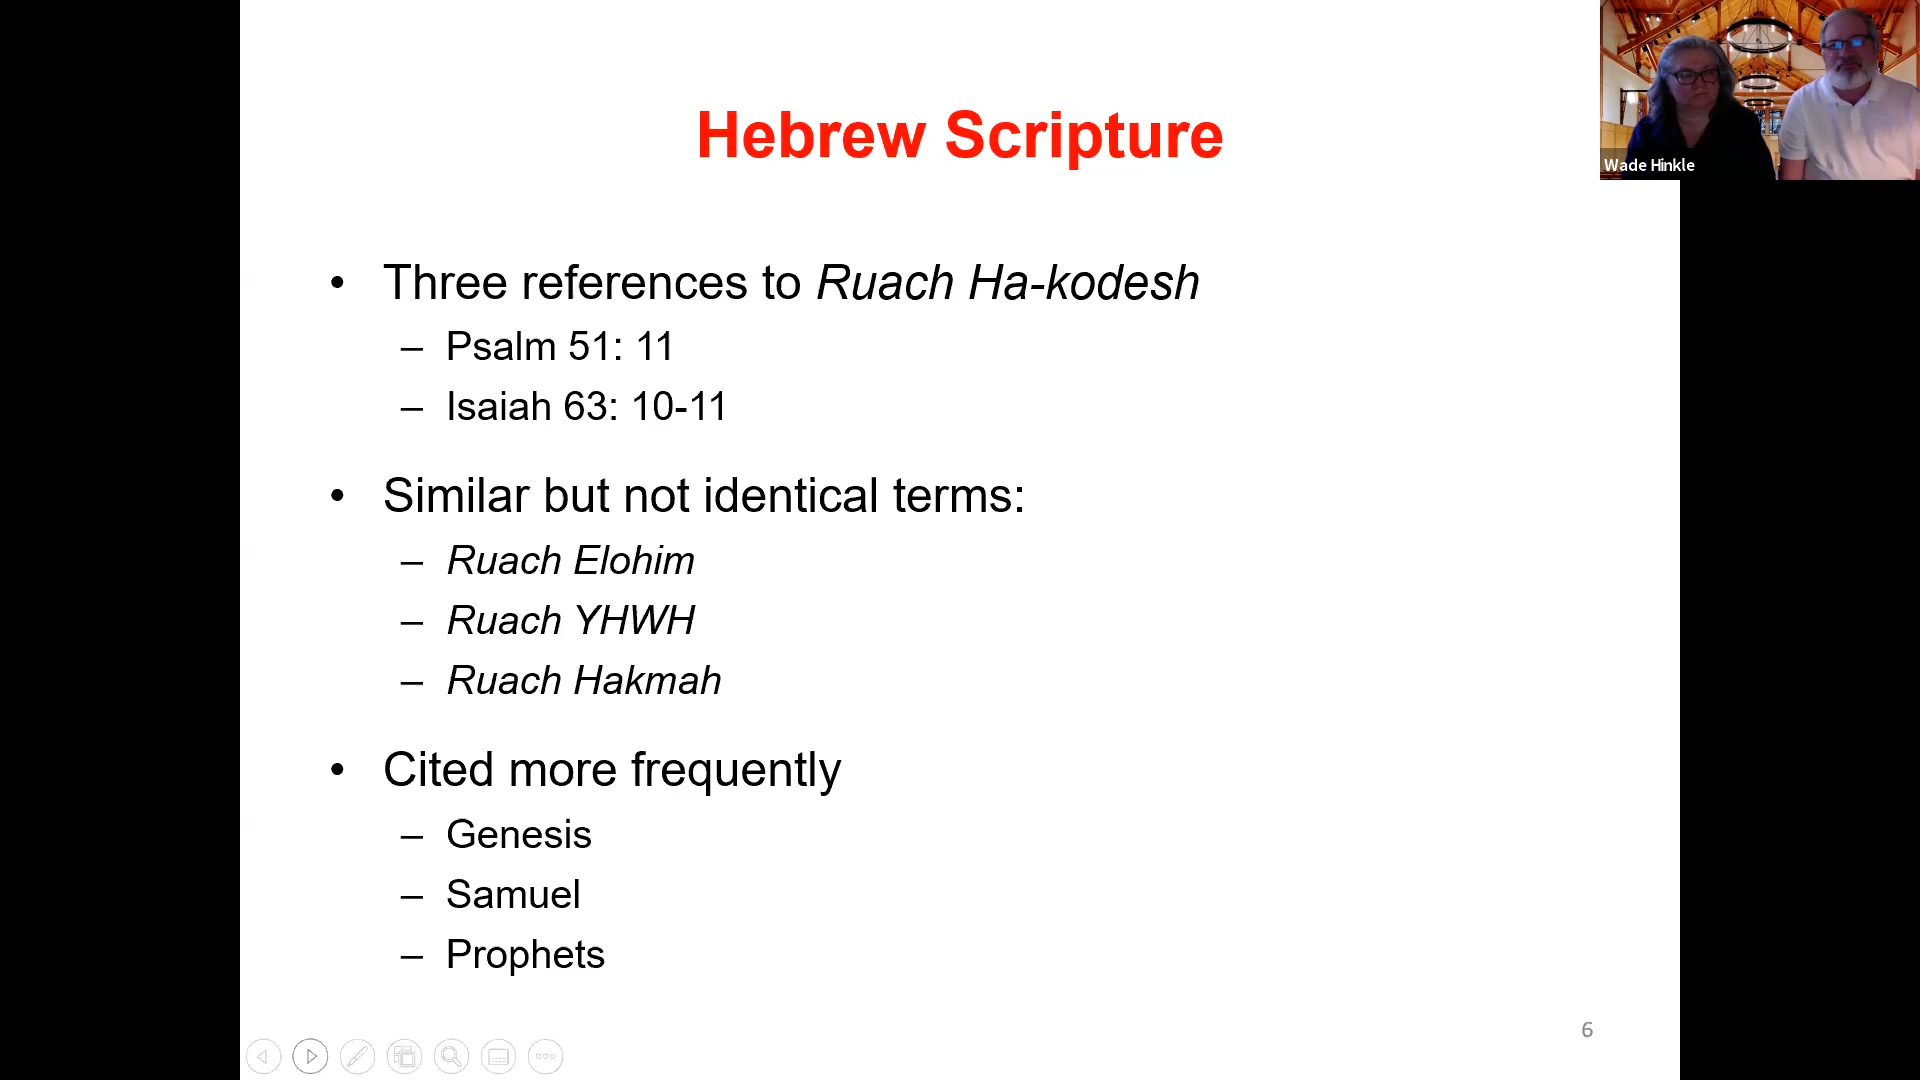 Hebrew Scripture
Wade Hinkle
• Three references to Ruach Ha-kodesh
– Psalm 51: 11
– Isaiah 63: 10-11
• Similar but not identical terms:
– Ruach Elohim
– Ruach YHWH
– Ruach Hakmah
• Cited more frequently
– Genesis
– Samuel
– Prophets
6